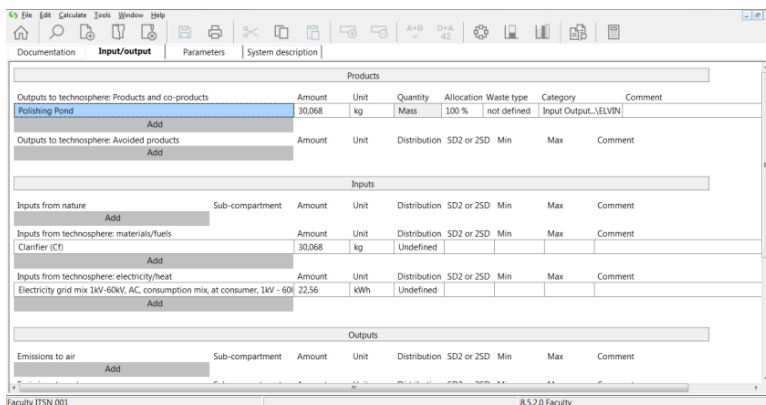 File Edit Calculate Tools Window Help
A+B = D+A 42
Documentation Input/output Parameters System description
Products
Outputs to technosphere: Products and co-products Amount Unit Quantity Allocation Waste type Category Comment
Polishing Pond 30,068 kg Mass 100 % not defined Input Output...\ELVIN
Add
Outputs to technosphere: Avoided products Amount Unit Distribution SD2 or 2SD Min Max Comment
Add
Inputs
Inputs from nature Sub-compartment Amount Unit Distribution SD2 or 2SD Min Max Comment
Add
Inputs from technosphere: materials/fuels Amount Unit Distribution SD2 or 2SD Min Max Comment
Clarifier (Cf) 30,068 kg Undefined
Add
Inputs from technosphere: electricity/heat Amount Unit Distribution SD2 or 2SD Min Max Comment
Electricity grid mix 1kV-60kV, AC, consumption mix, at consumer, 1kV - 60 22,56 kWh Undefined
Add
Outputs
Emissions to air Sub-compartment Amount Unit Distribution SD2 or 2SD Min Max Comment
Add
Faculty ITSN 001 8.5.2.0 Faculty